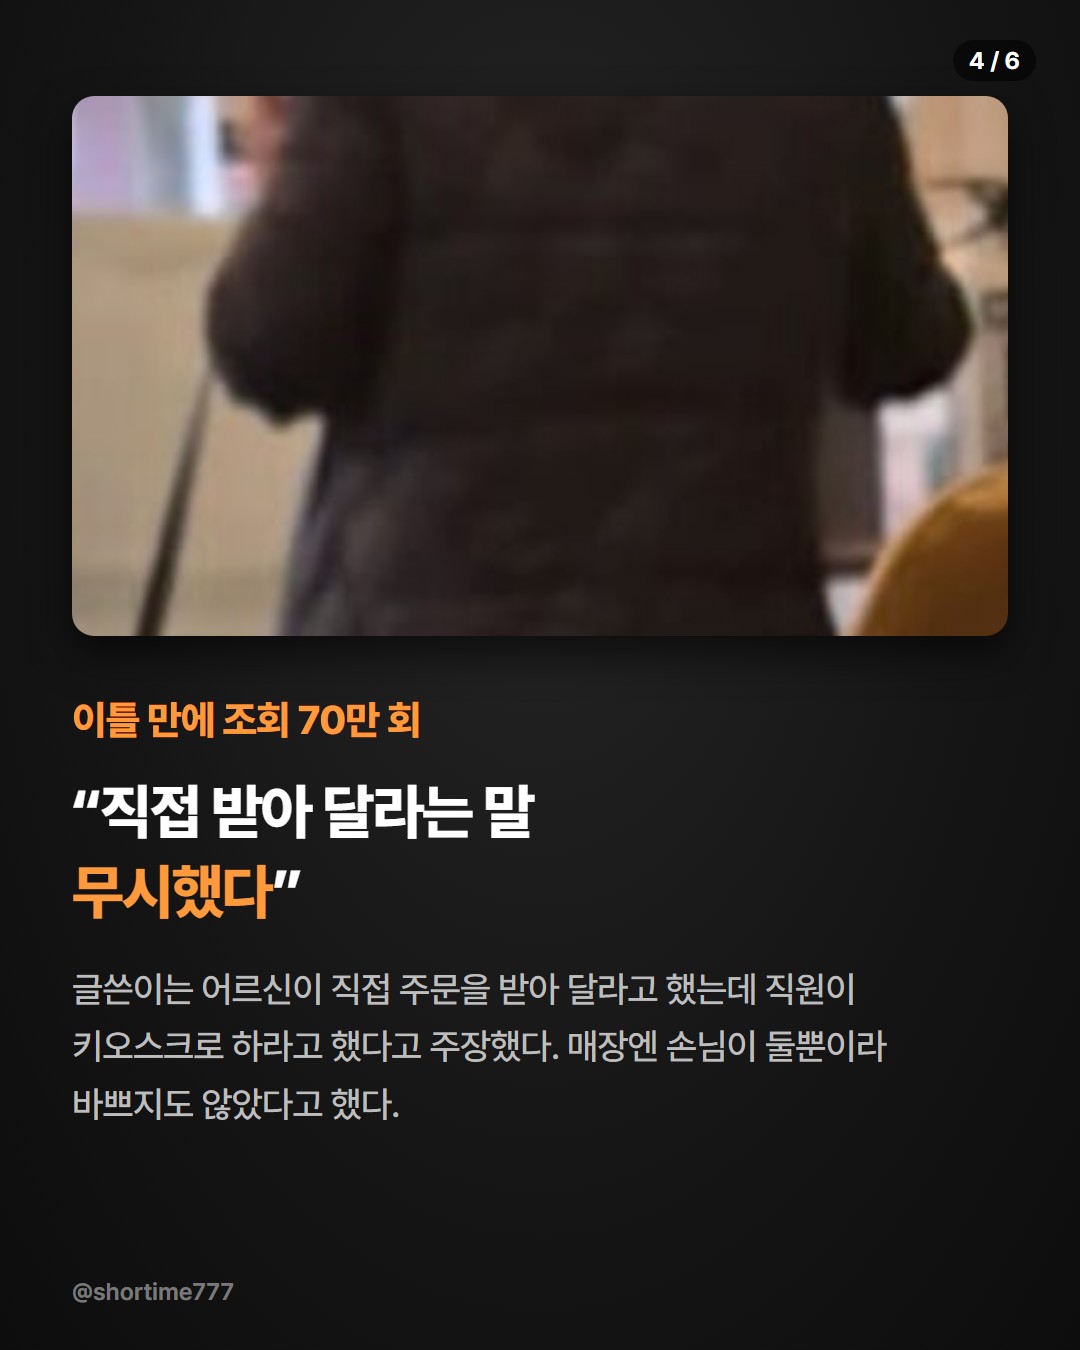 4 / 6
이틀 만에 조회 70만 회
“직접 받아 달라는 말
무시했다”
글쓴이는 어르신이 직접 주문을 받아 달라고 했는데 직원이
키오스크로 하라고 했다고 주장했다. 매장엔 손님이 둘뿐이라
바쁘지도 않았다고 했다.
@shortime777